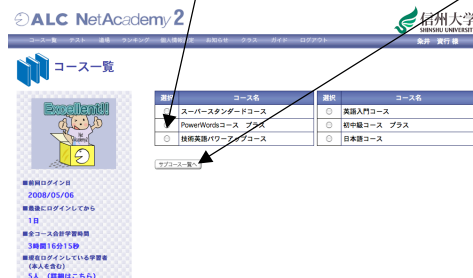 ALC NetAcademy 2
信州大学
SHINSHU UNIVERSITY
コース一覧 テスト 道場 ランキング 個人情報設定 お知らせ クラス ガイド ログアウト
コース一覧
選択 コース名 選択 コース名
スーパースタンダードコース 英語入門コース
PowerWordsコース プラス 初中級コース プラス
技術英語パワーアップコース 日本語コース
サブコース一覧へ
Excellent!!
■前回ログイン日
2008/05/06
■最後にログインしてから
1日
■全コース合計学習時間
3時間16分15秒
■現在ログインしている学習者
(本人を含む)
5人 (詳細はこちら)